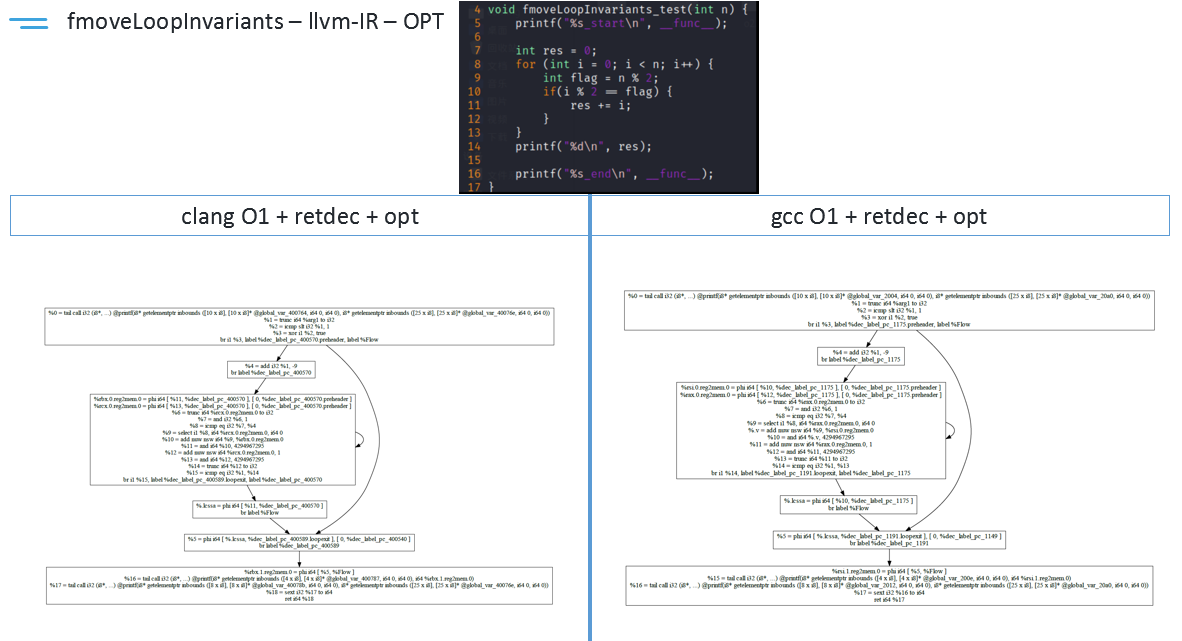 fmoveLoopInvariants – llvm-IR – OPT
4 void fmoveLoopInvariants_test(int n) {
5 printf("%s_start\n", __func__);
6
7 int res = 0;
8 for (int i = 0; i < n; i++) {
9 int flag = n % 2;
10 if(i % 2 == flag) {
11 res += i;
12 }
13 }
14 printf("%d\n", res);
15
16 printf("%s_end\n", __func__);
17 }
clang O1 + retdec + opt
%0 = tail call i32 (i8*, ...) @printf(i8* getelementptr inbounds ([10 x i8], [10 x i8]* @global_var_400764, i64 0, i64 0), i8* getelementptr inbounds ([25 x i8], [25 x i8]* @global_var_40076e, i64 0, i64 0))
%1 = trunc i64 %arg1 to i32
%2 = icmp slt i32 %1, 1
%3 = xor i1 %2, true
br i1 %3, label %dec_label_pc_400570.preheader, label %Flow
%4 = add i32 %1, -9
br label %dec_label_pc_400570
%rbx.0.reg2mem.0 = phi i64 [ %11, %dec_label_pc_400570 ], [ 0, %dec_label_pc_400570.preheader ]
%rcx.0.reg2mem.0 = phi i64 [ %13, %dec_label_pc_400570 ], [ 0, %dec_label_pc_400570.preheader ]
%6 = trunc i64 %rcx.0.reg2mem.0 to i32
%7 = and i32 %6, 1
%8 = icmp eq i32 %7, %4
%9 = select i1 %8, i64 %rcx.0.reg2mem.0, i64 0
%10 = add nuw nsw i64 %9, %rbx.0.reg2mem.0
%11 = and i64 %10, 4294967295
%12 = add nuw nsw i64 %rcx.0.reg2mem.0, 1
%13 = and i64 %12, 4294967295
%14 = trunc i64 %12 to i32
%15 = icmp eq i32 %1, %14
br i1 %15, label %dec_label_pc_400589.loopexit, label %dec_label_pc_400570
%.lcssa = phi i64 [ %11, %dec_label_pc_400570 ]
br label %Flow
%5 = phi i64 [ %.lcssa, %dec_label_pc_400589.loopexit ], [ 0, %dec_label_pc_400540 ]
br label %dec_label_pc_400589
%rbx.1.reg2mem.0 = phi i64 [ %5, %Flow ]
%16 = tail call i32 (i8*, ...) @printf(i8* getelementptr inbounds ([4 x i8], [4 x i8]* @global_var_400787, i64 0, i64 0), i64 %rbx.1.reg2mem.0)
%17 = tail call i32 (i8*, ...) @printf(i8* getelementptr inbounds ([8 x i8], [8 x i8]* @global_var_40078b, i64 0, i64 0), i8* getelementptr inbounds ([25 x i8], [25 x i8]* @global_var_40076e, i64 0, i64 0))
%18 = sext i32 %17 to i64
ret i64 %18
gcc O1 + retdec + opt
%0 = tail call i32 (i8*, ...) @printf(i8* getelementptr inbounds ([10 x i8], [10 x i8]* @global_var_2004, i64 0, i64 0), i8* getelementptr inbounds ([25 x i8], [25 x i8]* @global_var_20a0, i64 0, i64 0))
%1 = trunc i64 %arg1 to i32
%2 = icmp slt i32 %1, 1
%3 = xor i1 %2, true
br i1 %3, label %dec_label_pc_1175.preheader, label %Flow
%4 = add i32 %1, -9
br label %dec_label_pc_1175
%rsi.0.reg2mem.0 = phi i64 [ %10, %dec_label_pc_1175 ], [ 0, %dec_label_pc_1175.preheader ]
%rax.0.reg2mem.0 = phi i64 [ %12, %dec_label_pc_1175 ], [ 0, %dec_label_pc_1175.preheader ]
%6 = trunc i64 %rax.0.reg2mem.0 to i32
%7 = and i32 %6, 1
%8 = icmp eq i32 %7, %4
%9 = select i1 %8, i64 %rax.0.reg2mem.0, i64 0
%.v = add nuw nsw i64 %9, %rsi.0.reg2mem.0
%10 = and i64 %.v, 4294967295
%11 = add nuw nsw i64 %rax.0.reg2mem.0, 1
%12 = and i64 %11, 4294967295
%13 = trunc i64 %11 to i32
%14 = icmp eq i32 %1, %13
br i1 %14, label %dec_label_pc_1191.loopexit, label %dec_label_pc_1175
%.lcssa = phi i64 [ %10, %dec_label_pc_1175 ]
br label %Flow
%5 = phi i64 [ %.lcssa, %dec_label_pc_1191.loopexit ], [ 0, %dec_label_pc_1149 ]
br label %dec_label_pc_1191
%rsi.1.reg2mem.0 = phi i64 [ %5, %Flow ]
%15 = tail call i32 (i8*, ...) @printf(i8* getelementptr inbounds ([4 x i8], [4 x i8]* @global_var_200e, i64 0, i64 0), i64 %rsi.1.reg2mem.0)
%16 = tail call i32 (i8*, ...) @printf(i8* getelementptr inbounds ([8 x i8], [8 x i8]* @global_var_2012, i64 0, i64 0), i8* getelementptr inbounds ([25 x i8], [25 x i8]* @global_var_20a0, i64 0, i64 0))
%17 = sext i32 %16 to i64
ret i64 %17